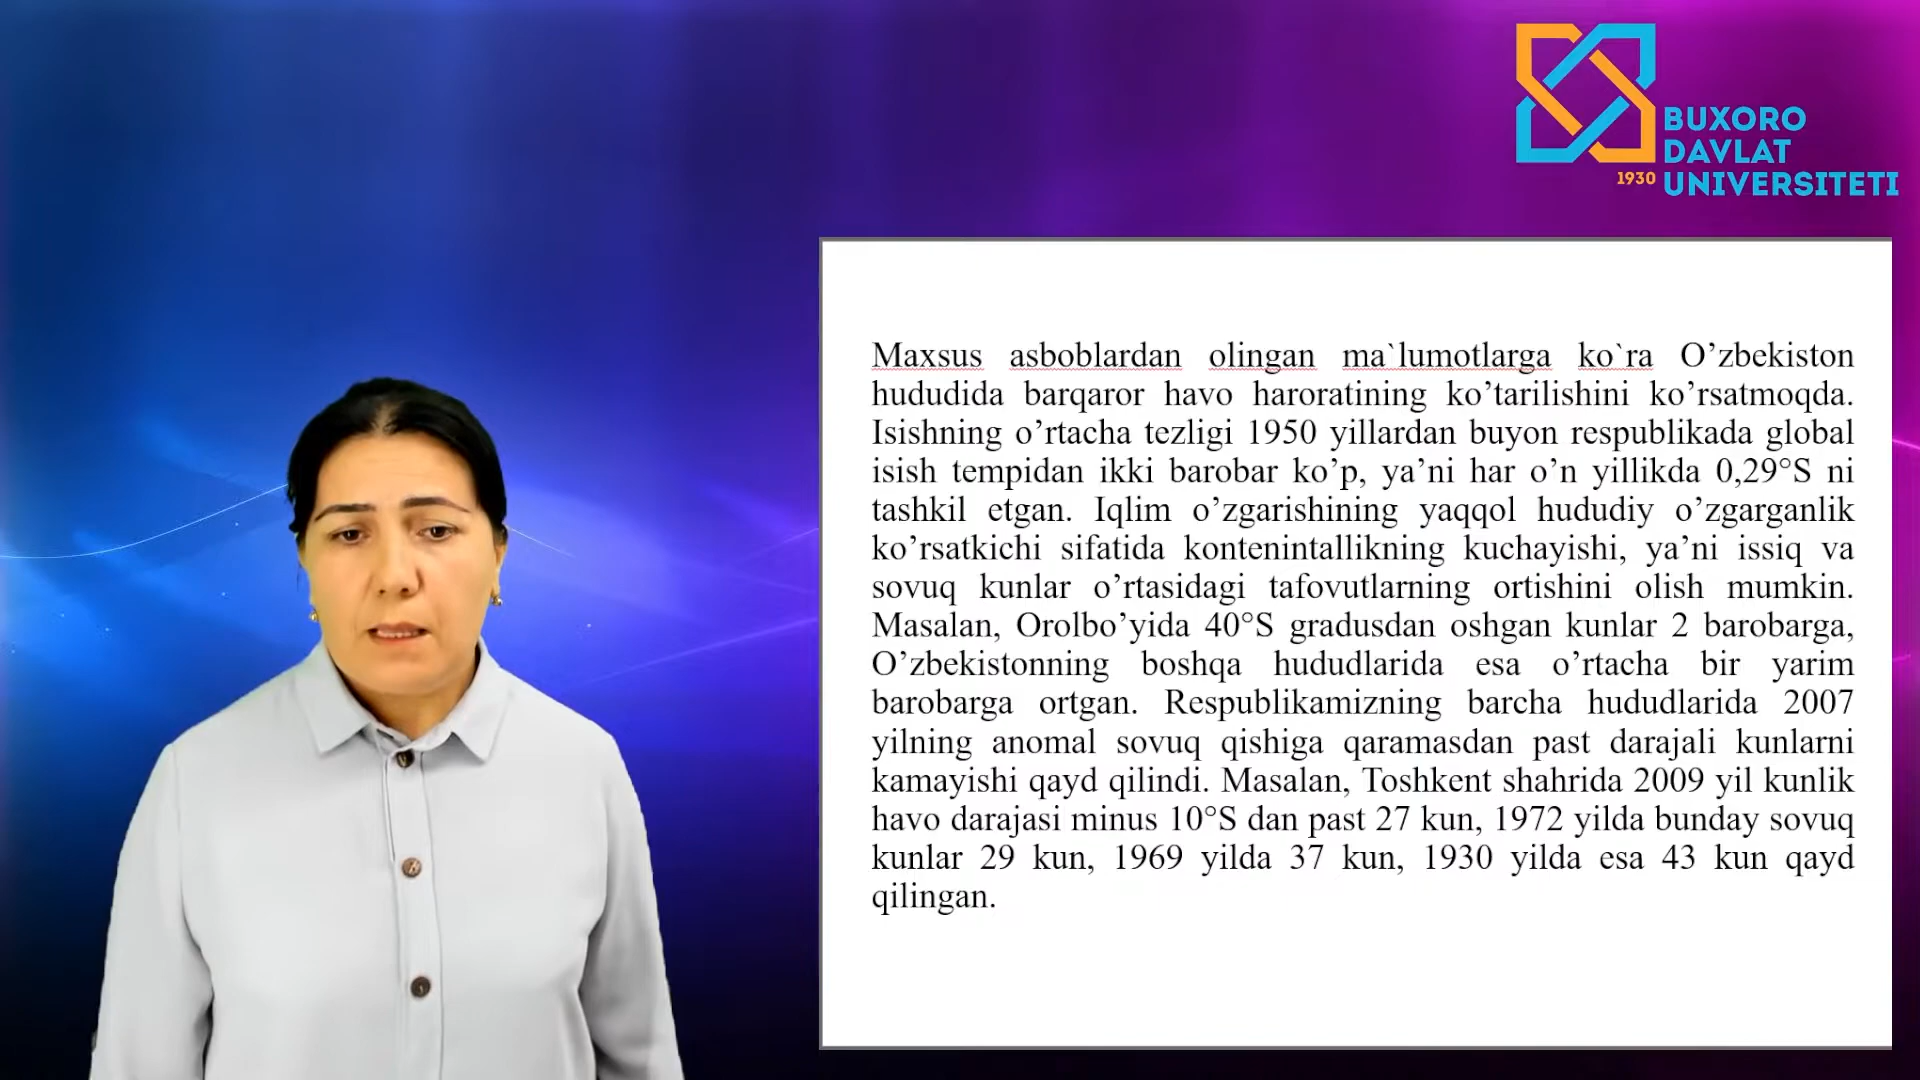 BUXORO
DAVLAT
1930 UNIVERSITETI
Maxsus asboblardan olingan ma`lumotlarga ko`ra O’zbekiston
hududida barqaror havo haroratining ko’tarilishini ko’rsatmoqda.
Isishning o’rtacha tezligi 1950 yillardan buyon respublikada global
isish tempidan ikki barobar ko’p, ya’ni har o’n yillikda 0,29°S ni
tashkil etgan. Iqlim o’zgarishining yaqqol hududiy o’zgarganlik
ko’rsatkichi sifatida kontenintallikning kuchayishi, ya’ni issiq va
sovuq kunlar o’rtasidagi tafovutlarning ortishini olish mumkin.
Masalan, Orolbo’yida 40°S gradusdan oshgan kunlar 2 barobarga,
O’zbekistonning boshqa hududlarida esa o’rtacha bir yarim
barobarga ortgan. Respublikamizning barcha hududlarida 2007
yilning anomal sovuq qishiga qaramasdan past darajali kunlarni
kamayishi qayd qilindi. Masalan, Toshkent shahrida 2009 yil kunlik
havo darajasi minus 10°S dan past 27 kun, 1972 yilda bunday sovuq
kunlar 29 kun, 1969 yilda 37 kun, 1930 yilda esa 43 kun qayd
qilingan.